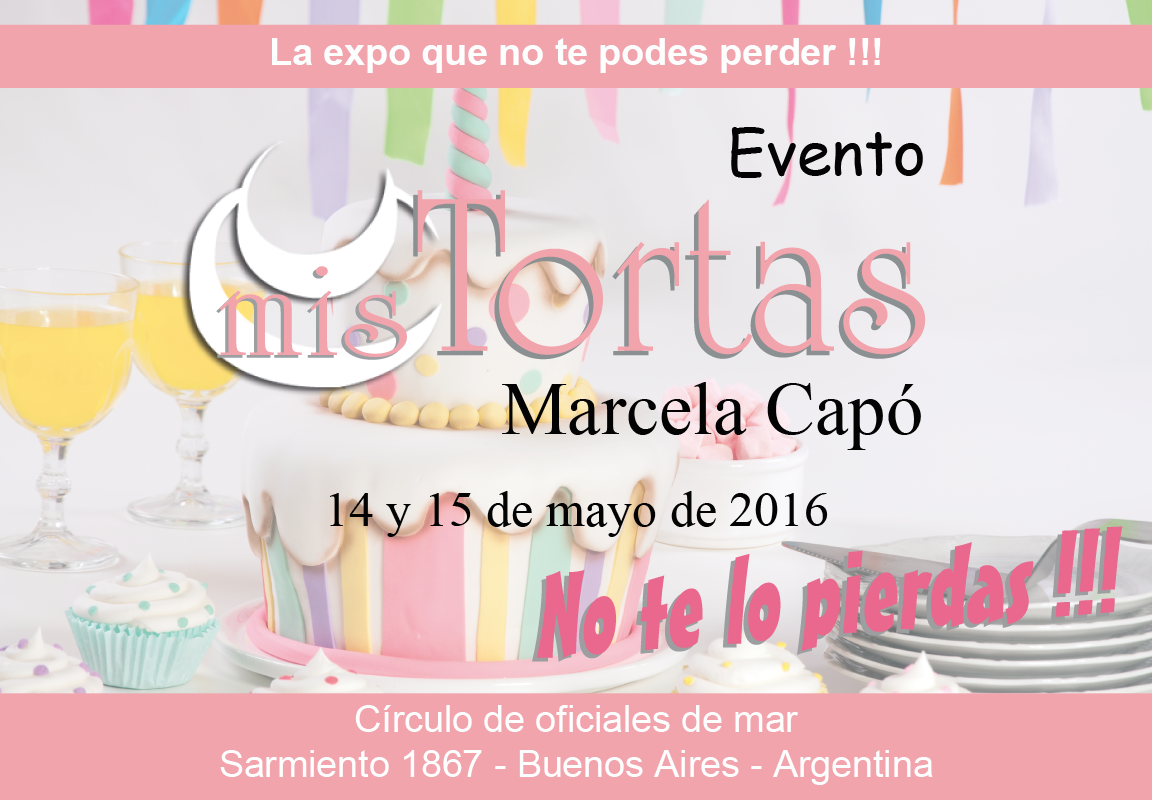 La expo que no te podes perder !!!
Evento
mis Tortas
Marcela Capó
14 y 15 de mayo de 2016
No te lo pierdas !!!
Círculo de oficiales de mar
Sarmiento 1867 - Buenos Aires - Argentina